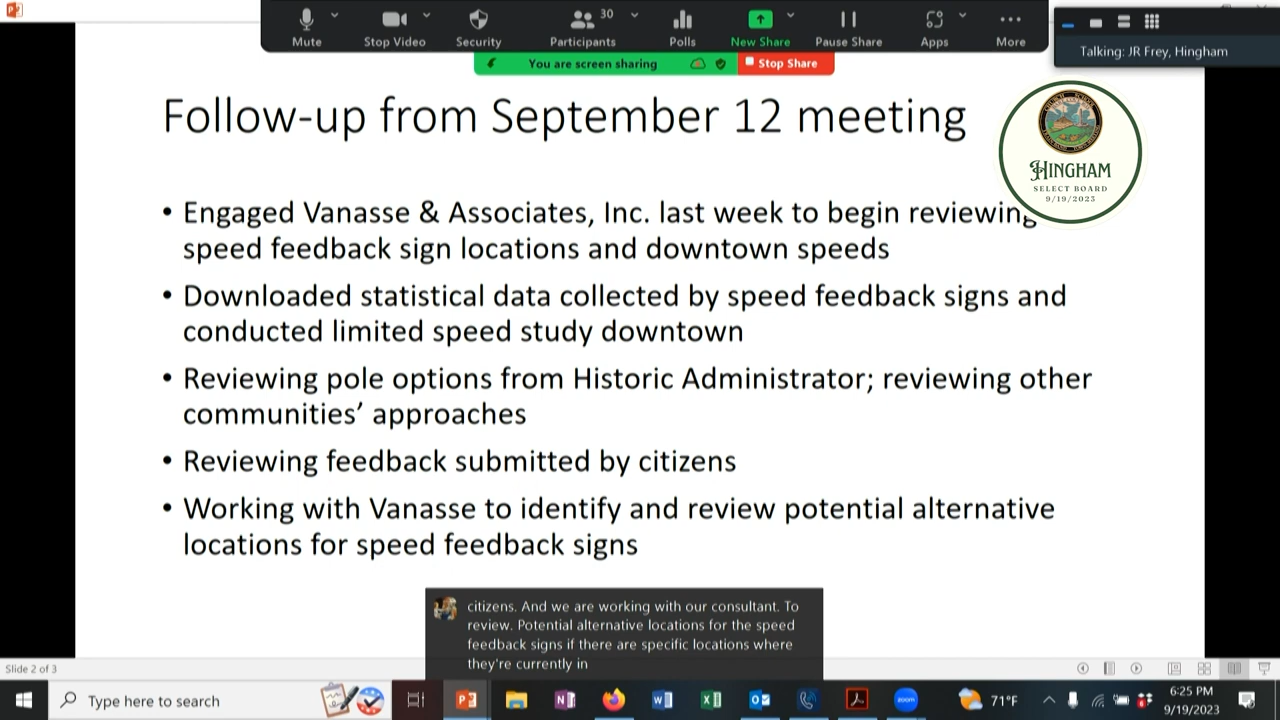 30
Mute
Stop Video
Security
Participants
Polls
New Share
Pause Share
Apps
More
Talking: JR Frey, Hingham
You are screen sharing
Stop Share
Follow-up from September 12 meeting
HINGHAM
SELECT BOARD
9/19/2023
• Engaged Vanasse & Associates, Inc. last week to begin reviewing
speed feedback sign locations and downtown speeds
• Downloaded statistical data collected by speed feedback signs and
conducted limited speed study downtown
• Reviewing pole options from Historic Administrator; reviewing other
communities’ approaches
• Reviewing feedback submitted by citizens
• Working with Vanasse to identify and review potential alternative
locations for speed feedback signs
citizens. And we are working with our consultant. To
review. Potential alternative locations for the speed
feedback signs if there are specific locations where
they're currently in
Slide 2 of 3
Type here to search
71°F
6:25 PM
9/19/2023